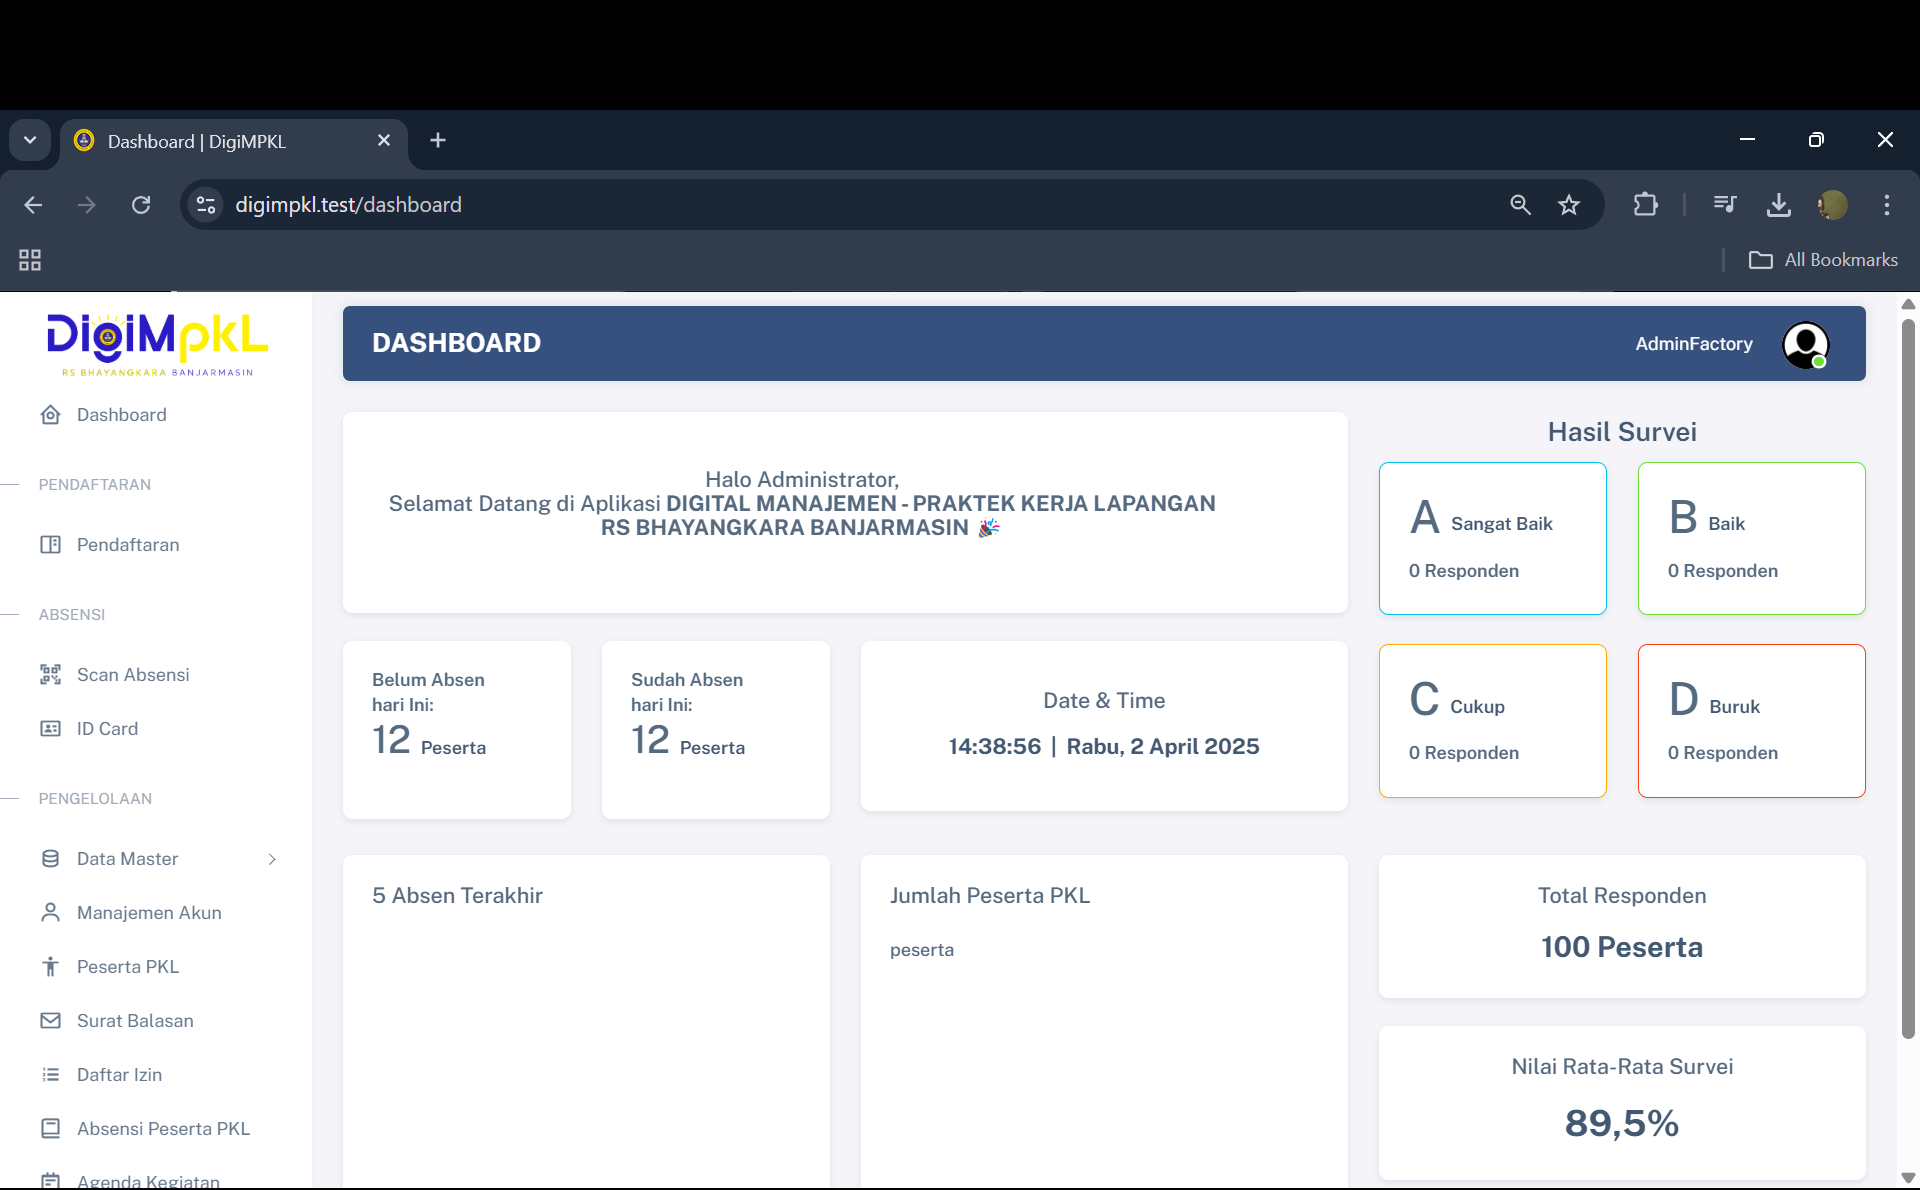 Dashboard | DigiMPKL
digimpkl.test/dashboard
All Bookmarks
DigiMpkL
RS BHAYANGKARA BANJARMASIN
Dashboard
PENDAFTARAN
Pendaftaran
ABSENSI
Scan Absensi
ID Card
PENGELOLAAN
Data Master
Manajemen Akun
Peserta PKL
Surat Balasan
Daftar Izin
Absensi Peserta PKL
Agenda Kegiatan
DASHBOARD
AdminFactory
Halo Administrator,
Selamat Datang di Aplikasi DIGITAL MANAJEMEN - PRAKTEK KERJA LAPANGAN
RS BHAYANGKARA BANJARMASIN 🎉
Hasil Survei
A Sangat Baik
0 Responden
B Baik
0 Responden
Belum Absen
hari Ini:
12 Peserta
Sudah Absen
hari Ini:
12 Peserta
Date & Time
14:38:56 | Rabu, 2 April 2025
C Cukup
0 Responden
D Buruk
0 Responden
5 Absen Terakhir
Jumlah Peserta PKL
peserta
Total Responden
100 Peserta
Nilai Rata-Rata Survei
89,5%